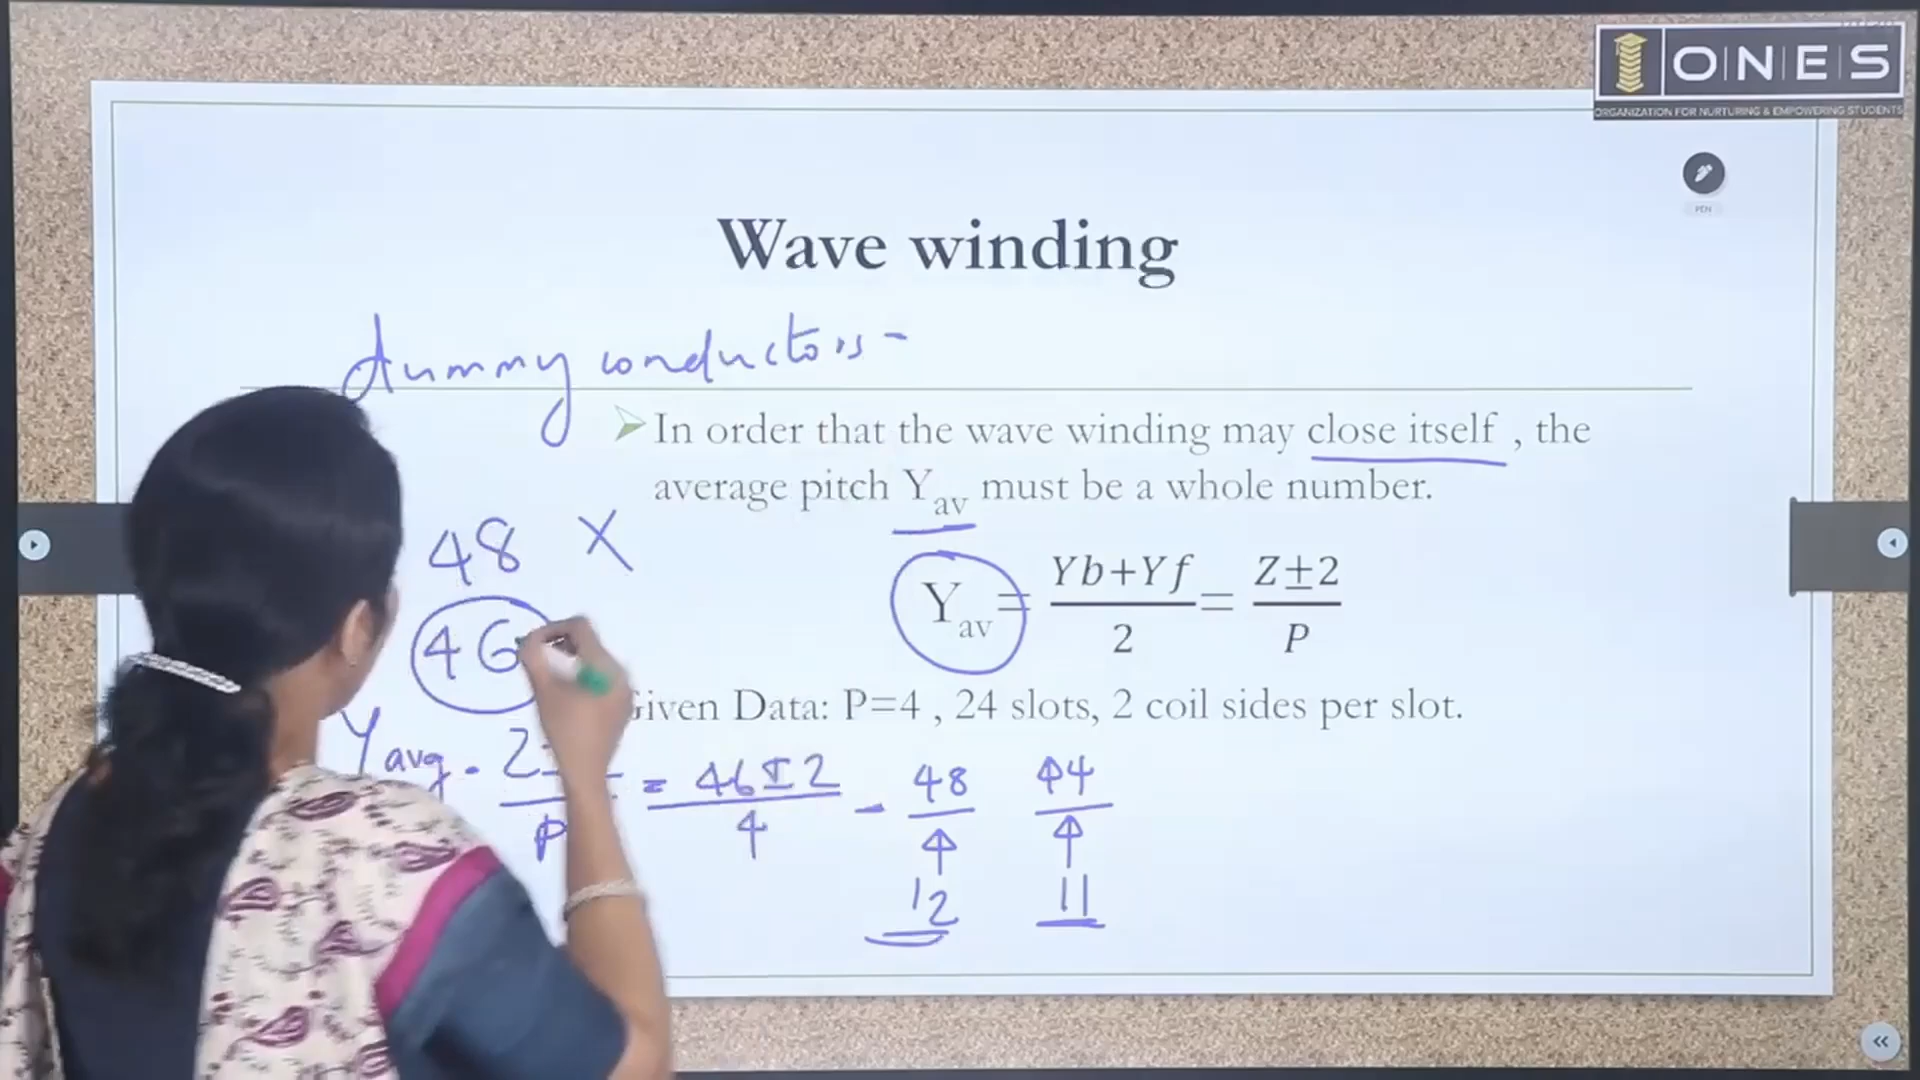 ONES
ORGANIZATION FOR NURTURING & EMPOWERING STUDENTS
PEN
Wave winding
dummy conductors -
In order that the wave winding may close itself , the
average pitch Yav must be a whole number.
48 X
46
Yav = Yb+Yf / 2 = Z±2 / P
Given Data: P=4 , 24 slots, 2 coil sides per slot.
Yavg = / P = 46±2 / 4 = 48 / 4 44 / 4
12 11